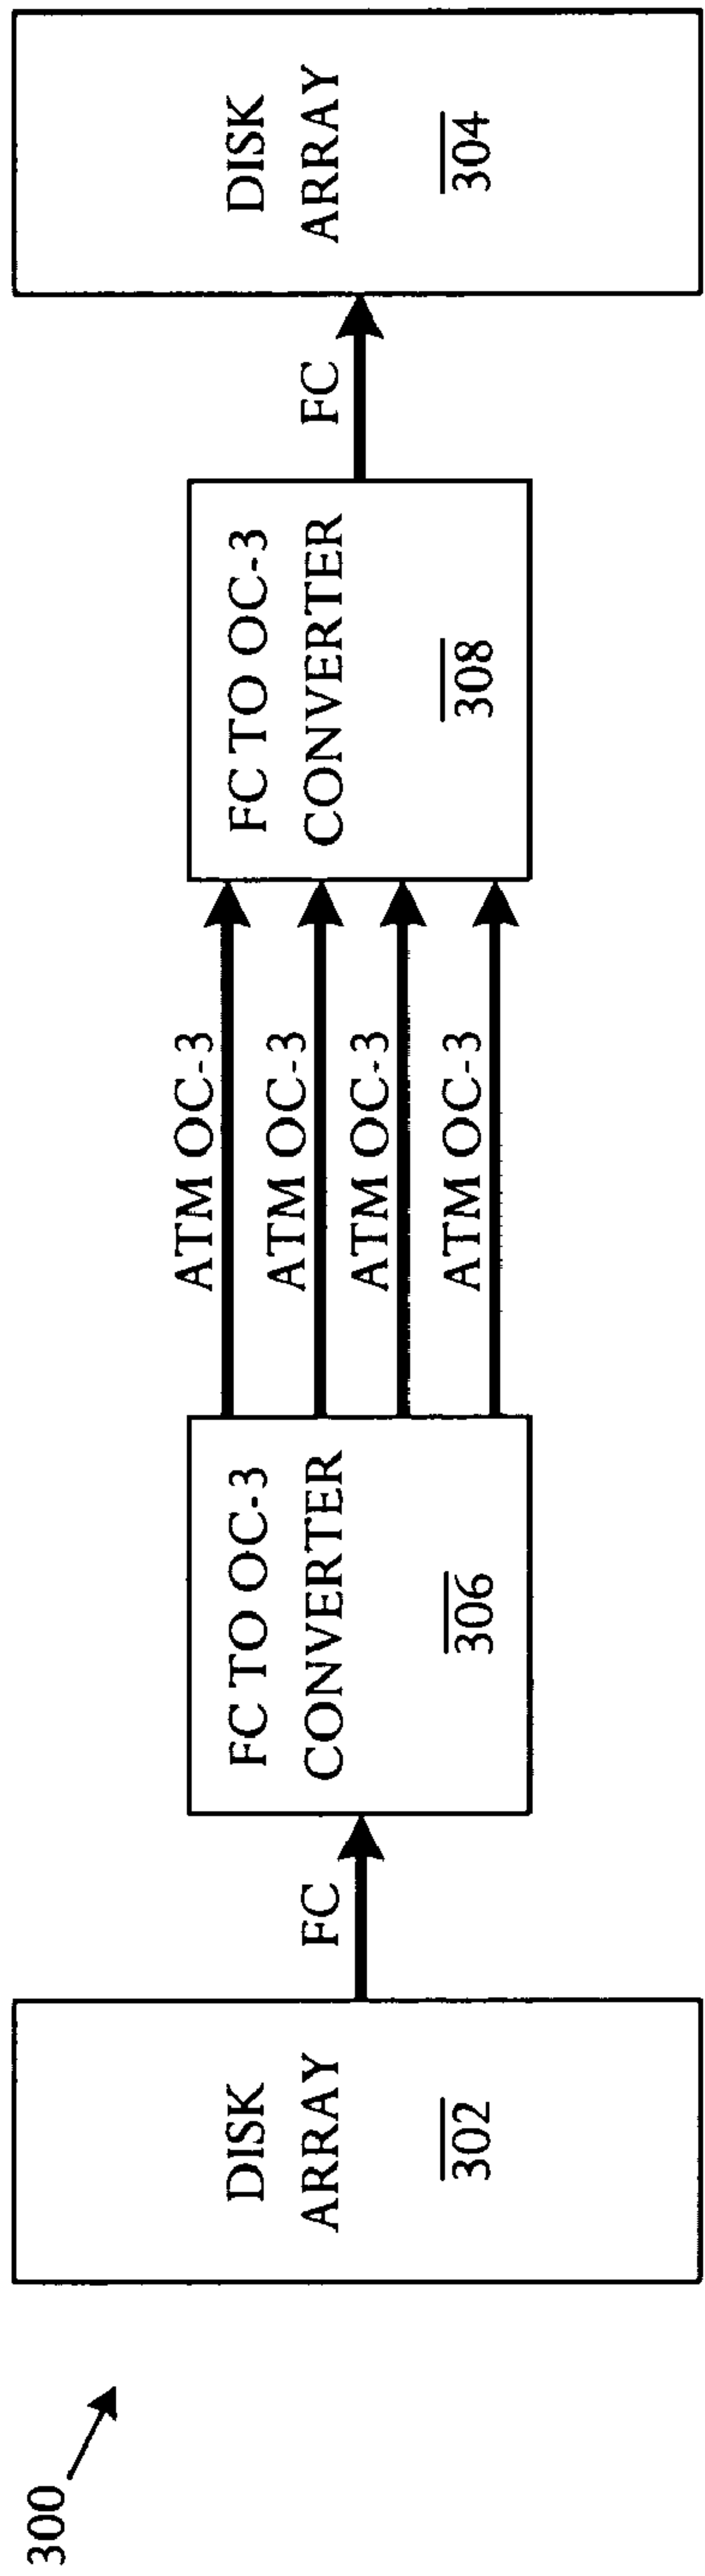 300
DISK
ARRAY
302
FC
FC TO OC-3
CONVERTER
306
ATM OC-3
ATM OC-3
ATM OC-3
ATM OC-3
FC TO OC-3
CONVERTER
308
FC
DISK
ARRAY
304